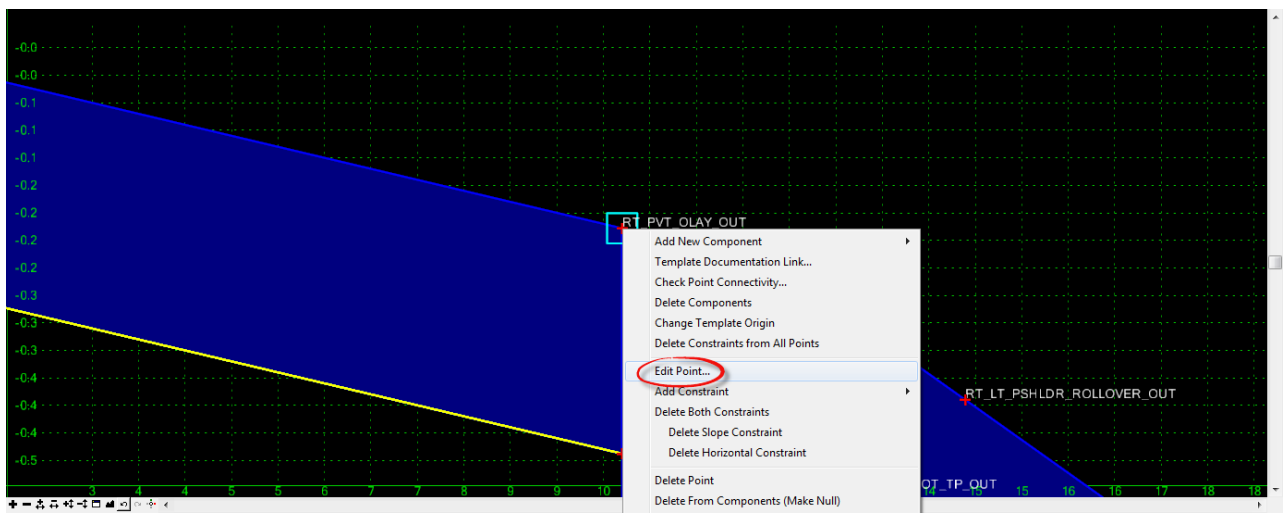 -0.0
-0.0
-0.1
-0.1
-0.1
-0.2
-0.2
RT_PVT_OLAY_OUT
-0.2
Add New Component
-0.2
Template Documentation Link...
Check Point Connectivity...
-0.3
Delete Components
-0.3
Change Template Origin
-0.3
Delete Constraints from All Points
-0.4
Edit Point...
Add Constraint
RT_LT_PSHLDR_ROLLOVER_OUT
-0.4
Delete Both Constraints
-0.4
Delete Slope Constraint
Delete Horizontal Constraint
-0.5
Delete Point
OT_TP_OUT
3 4 4 5 5 6 7 7 8 9 9 10 14 15 16 16 17 18 18
Delete From Components (Make Null)